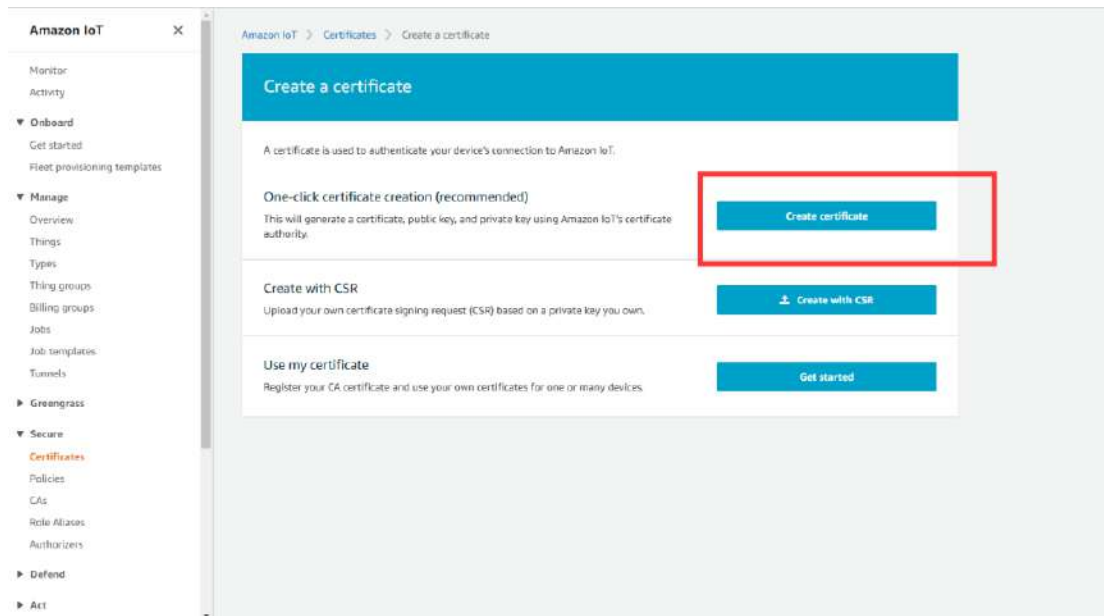 Amazon IoT
Monitor
Activity
Onboard
Get started
Fleet provisioning templates
Manage
Overview
Things
Types
Thing groups
Billing groups
Jobs
Job templates
Tunnels
Greengrass
Secure
Certificates
Policies
CAs
Role Aliases
Authorizers
Defend
Act
Amazon IoT > Certificates > Create a certificate
Create a certificate
A certificate is used to authenticate your device's connection to Amazon IoT.
One-click certificate creation (recommended)
This will generate a certificate, public key, and private key using Amazon IoT's certificate
authority.
Create certificate
Create with CSR
Upload your own certificate signing request (CSR) based on a private key you own.
Create with CSR
Use my certificate
Register your CA certificate and use your own certificates for one or many devices.
Get started